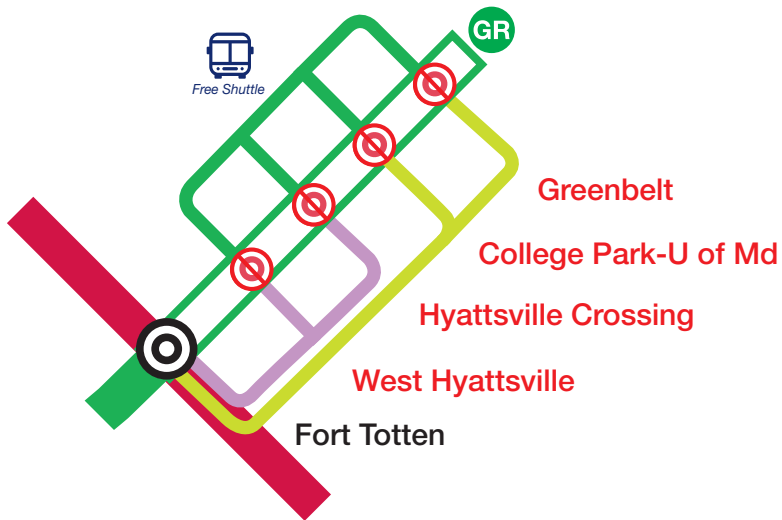 GR
Free Shuttle
Greenbelt
College Park-U of Md
Hyattsville Crossing
West Hyattsville
Fort Totten